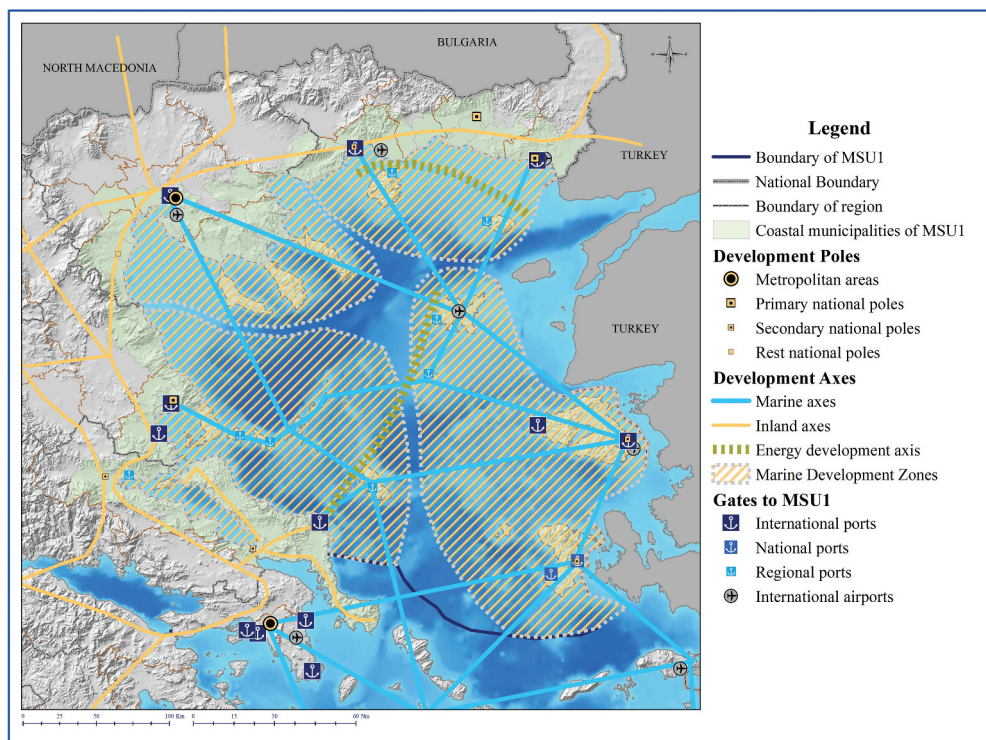 BULGARIA
NORTH MACEDONIA
TURKEY
TURKEY
0 25 50 100 Km 0 15 30 60 Nm
Legend
Boundary of MSU1
National Boundary
Boundary of region
Coastal municipalities of MSU1
Development Poles
Metropolitan areas
Primary national poles
Secondary national poles
Rest national poles
Development Axes
Marine axes
Inland axes
Energy development axis
Marine Development Zones
Gates to MSU1
International ports
National ports
Regional ports
International airports